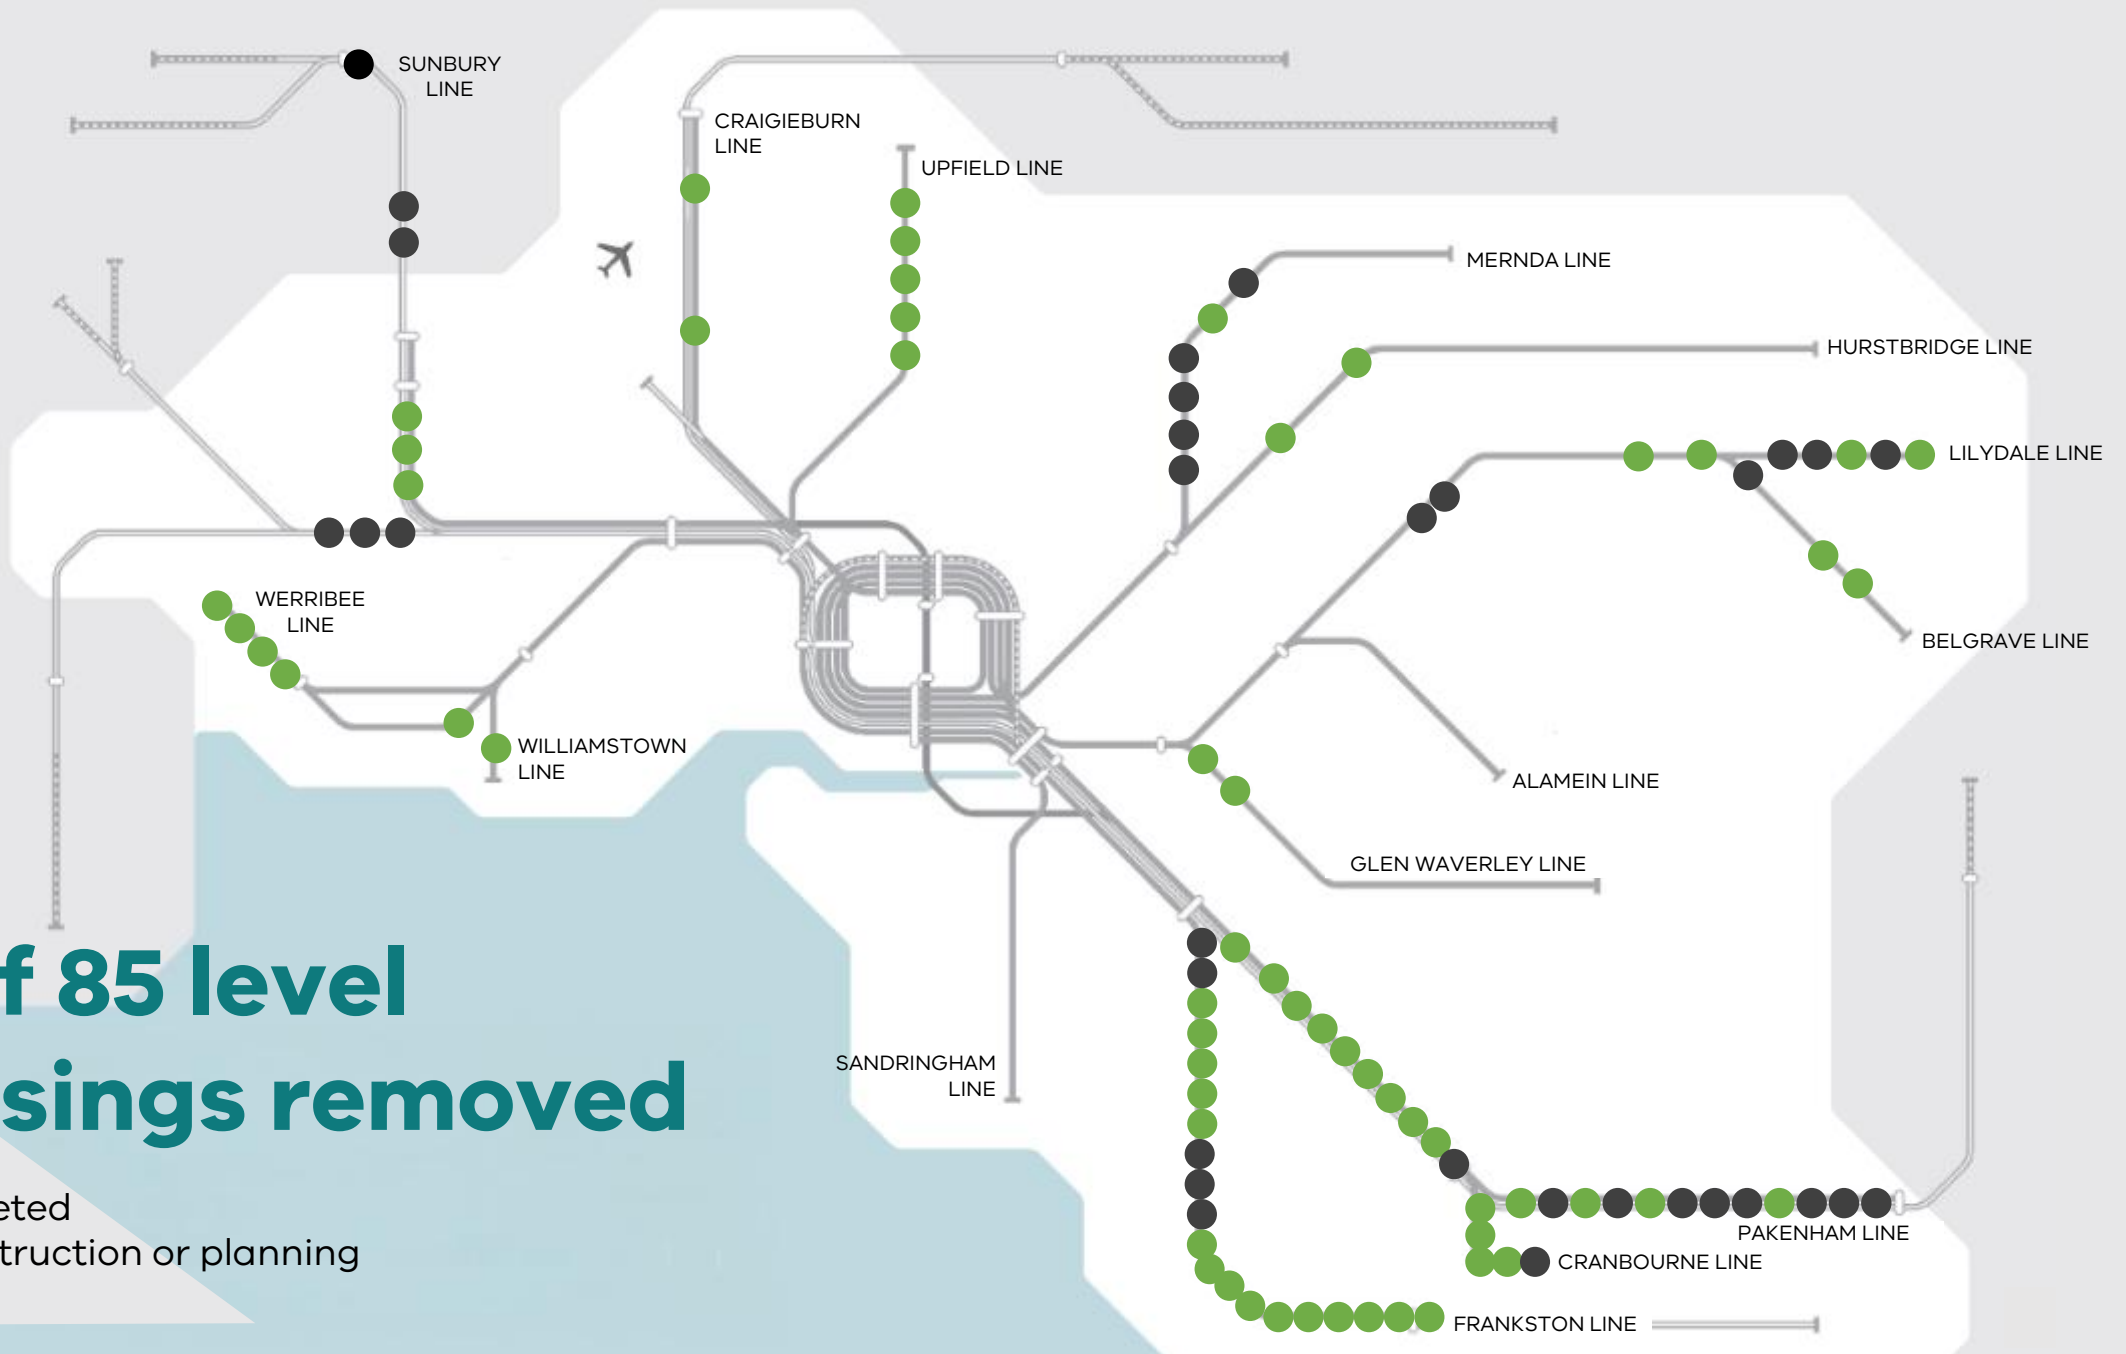 SUNBURY
LINE
CRAIGIEBURN
LINE
UPFIELD LINE
MERNDA LINE
HURSTBRIDGE LINE
LILYDALE LINE
BELGRAVE LINE
WERRIBEE
LINE
WILLIAMSTOWN
LINE
ALAMEIN LINE
GLEN WAVERLEY LINE
SANDRINGHAM
LINE
PAKENHAM LINE
CRANBOURNE LINE
FRANKSTON LINE
f 85 level
sings removed
eted
truction or planning